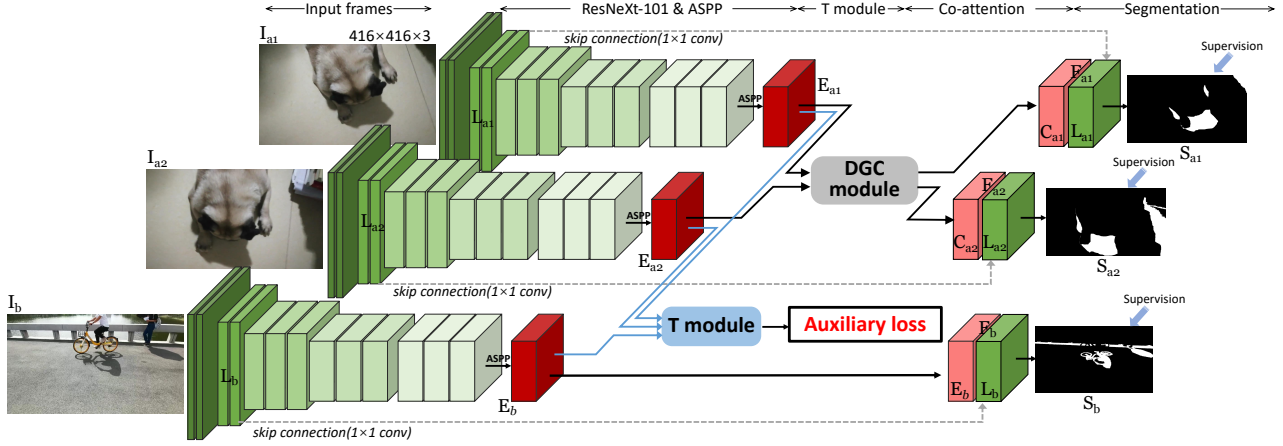 Input frames
ResNeXt-101 & ASPP
T module
Co-attention
Segmentation
I_a1
416×416×3
skip connection(1×1 conv)
Supervision
L_a1
ASPP
E_a1
C_a1
F_a1
L_a1
S_a1
I_a2
DGC
module
Supervision
L_a2
ASPP
E_a2
C_a2
F_a2
L_a2
S_a2
skip connection(1×1 conv)
I_b
T module
Auxiliary loss
Supervision
L_b
ASPP
E_b
E_b
F_b
L_b
S_b
skip connection(1×1 conv)